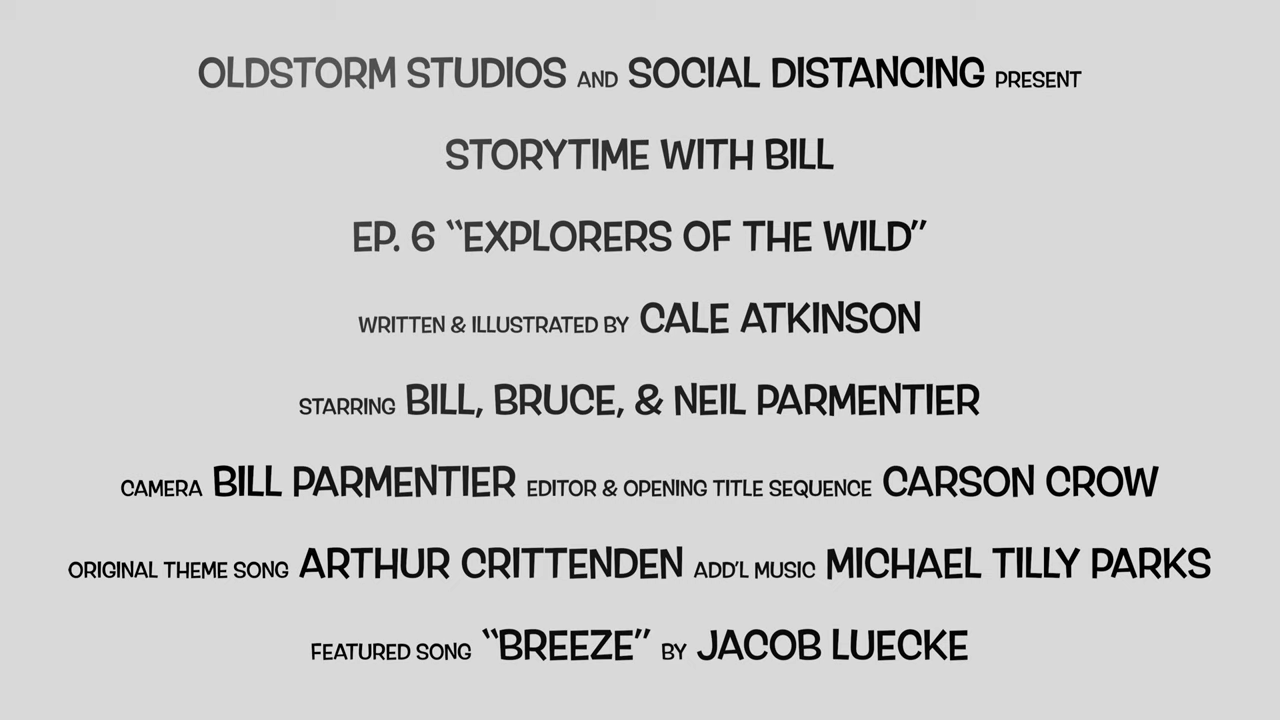 OLDSTORM STUDIOS AND SOCIAL DISTANCING PRESENT
STORYTIME WITH BILL
EP. 6 “EXPLORERS OF THE WILD”
WRITTEN & ILLUSTRATED BY CALE ATKINSON
STARRING BILL, BRUCE, & NEIL PARMENTIER
CAMERA BILL PARMENTIER EDITOR & OPENING TITLE SEQUENCE CARSON CROW
ORIGINAL THEME SONG ARTHUR CRITTENDEN ADD'L MUSIC MICHAEL TILLY PARKS
FEATURED SONG “BREEZE” BY JACOB LUECKE